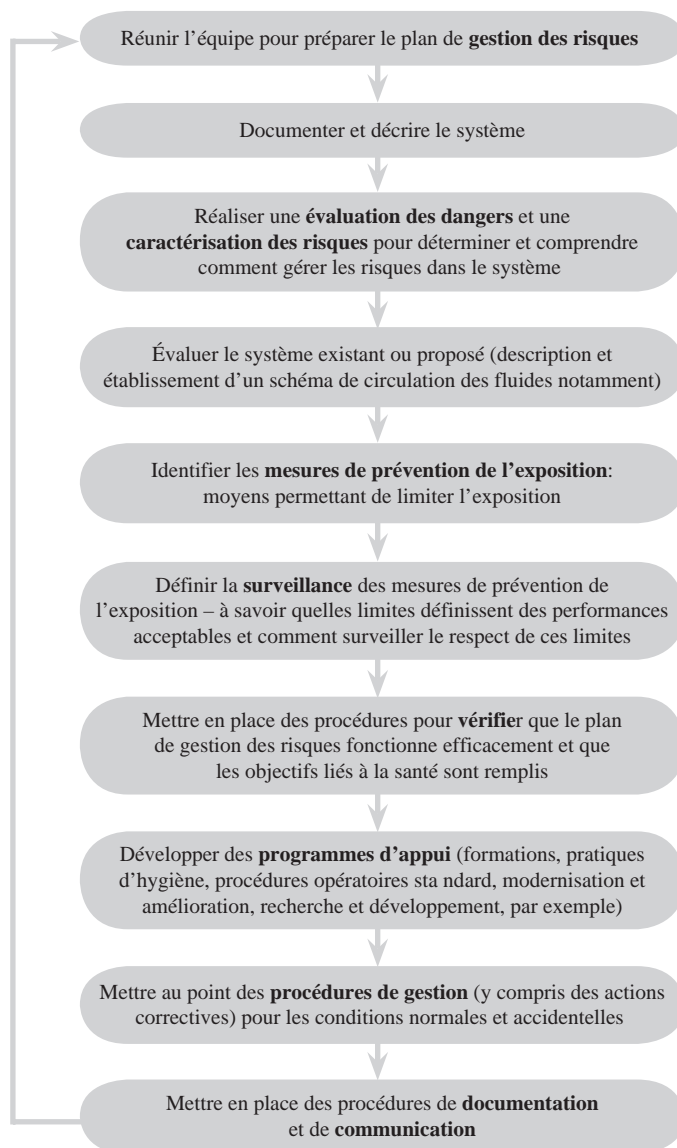 Réunir l’équipe pour préparer le plan de gestion des risques
Documenter et décrire le système
Réaliser une évaluation des dangers et une
caractérisation des risques pour déterminer et comprendre
comment gérer les risques dans le système
Évaluer le système existant ou proposé (description et
établissement d’un schéma de circulation des fluides notamment)
Identifier les mesures de prévention de l’exposition:
moyens permettant de limiter l’exposition
Définir la surveillance des mesures de prévention de
l’exposition – à savoir quelles limites définissent des performances
acceptables et comment surveiller le respect de ces limites
Mettre en place des procédures pour vérifier que le plan
de gestion des risques fonctionne efficacement et que
les objectifs liés à la santé sont remplis
Développer des programmes d’appui (formations, pratiques
d’hygiène, procédures opératoires sta ndard, modernisation et
amélioration, recherche et développement, par exemple)
Mettre au point des procédures de gestion (y compris des actions
correctives) pour les conditions normales et accidentelles
Mettre en place des procédures de documentation
et de communication